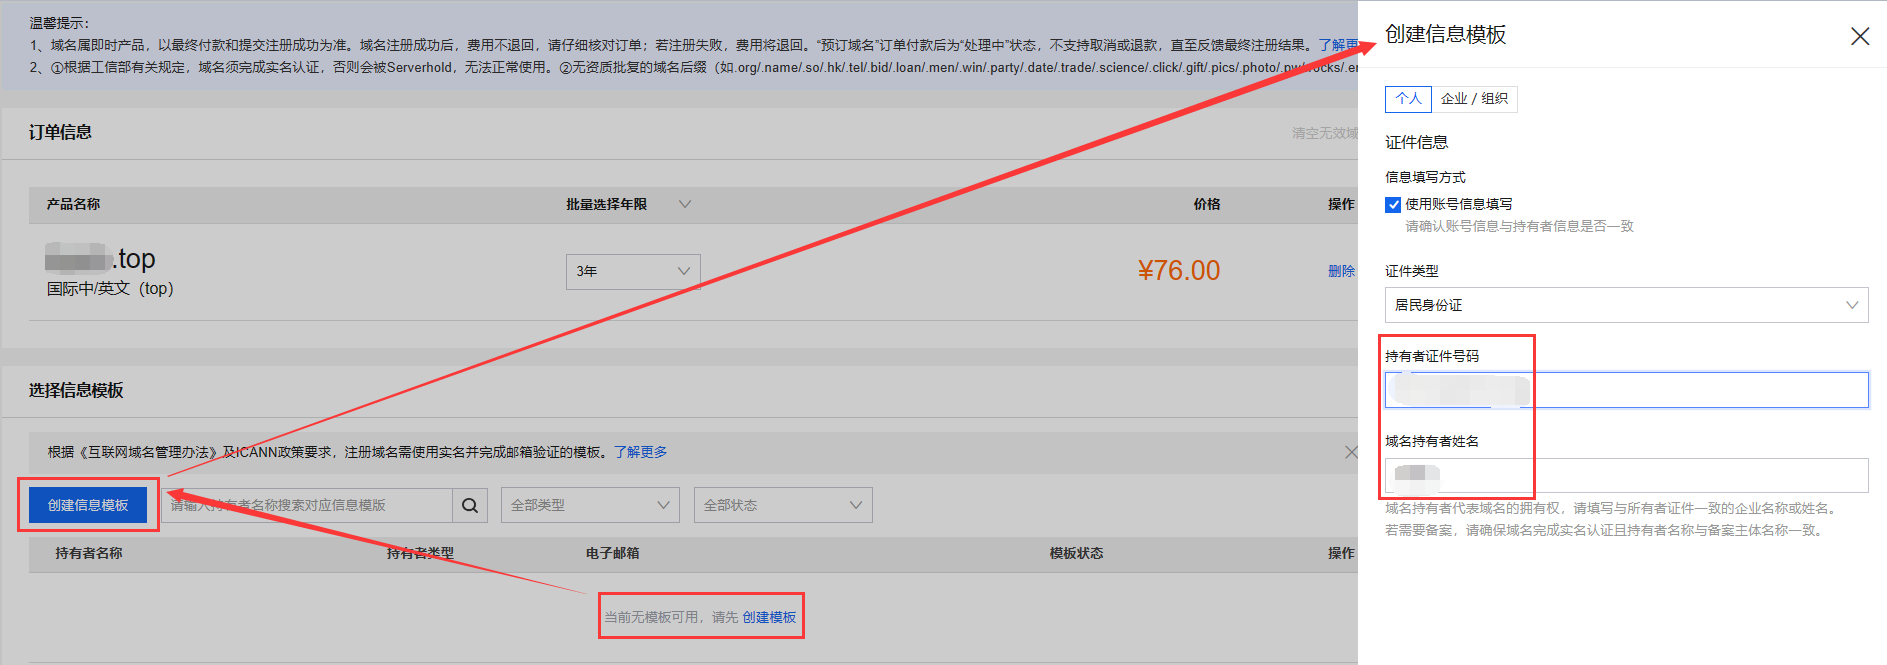 温馨提示：
1、域名属即时产品，以最终付款和提交注册成功为准。域名注册成功后，费用不退回，请仔细核对订单；若注册失败，费用将退回。“预订域名”订单付款后为“处理中”状态，不支持取消或退款，直至反馈最终注册结果。了解更
2、①根据工信部有关规定，域名须完成实名认证，否则会被Serverhold，无法正常使用。②无资质批复的域名后缀（如.org/.name/.so/.hk/.tel/.bid/.loan/.men/.win/.party/.date/.trade/.science/.click/.gift/.pics/.photo/.pw/.rocks/.en
订单信息
请空无效域
产品名称 批量选择年限 价格 操作
.top
国际中/英文（top）
3年
¥76.00
删除
选择信息模板
根据《互联网域名管理办法》及ICANN政策要求，注册域名需使用实名并完成邮箱验证的模板。了解更多
创建信息模板
请输入持有者名称搜索对应信息模版
全部类型
全部状态
持有者名称 持有者类型 电子邮箱 模板状态 操作
当前无模板可用，请先 创建模板
创建信息模板
个人 企业 / 组织
证件信息
信息填写方式
使用账号信息填写
请确认账号信息与持有者信息是否一致
证件类型
居民身份证
持有者证件号码
域名持有者姓名
域名持有者代表域名的拥有权，请填写与所有者证件一致的企业名称或姓名。
若需要备案，请确保域名完成实名认证且持有者名称与备案主体名称一致。